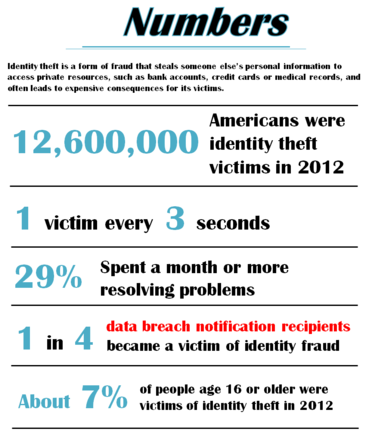 Numbers
Identity theft is a form of fraud that steals someone else's personal information to
access private resources, such as bank accounts, credit cards or medical records, and
often leads to expensive consequences for its victims.
12,600,000 Americans were
identity theft
victims in 2012
1 victim every 3 seconds
29% Spent a month or more
resolving problems
1 in 4 data breach notification recipients
became a victim of identity fraud
About 7% of people age 16 or older were
victims of identity theft in 2012